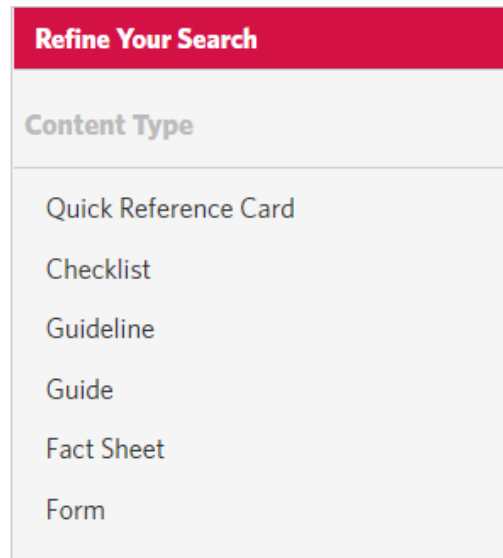 Refine Your Search
Content Type
Quick Reference Card
Checklist
Guideline
Guide
Fact Sheet
Form